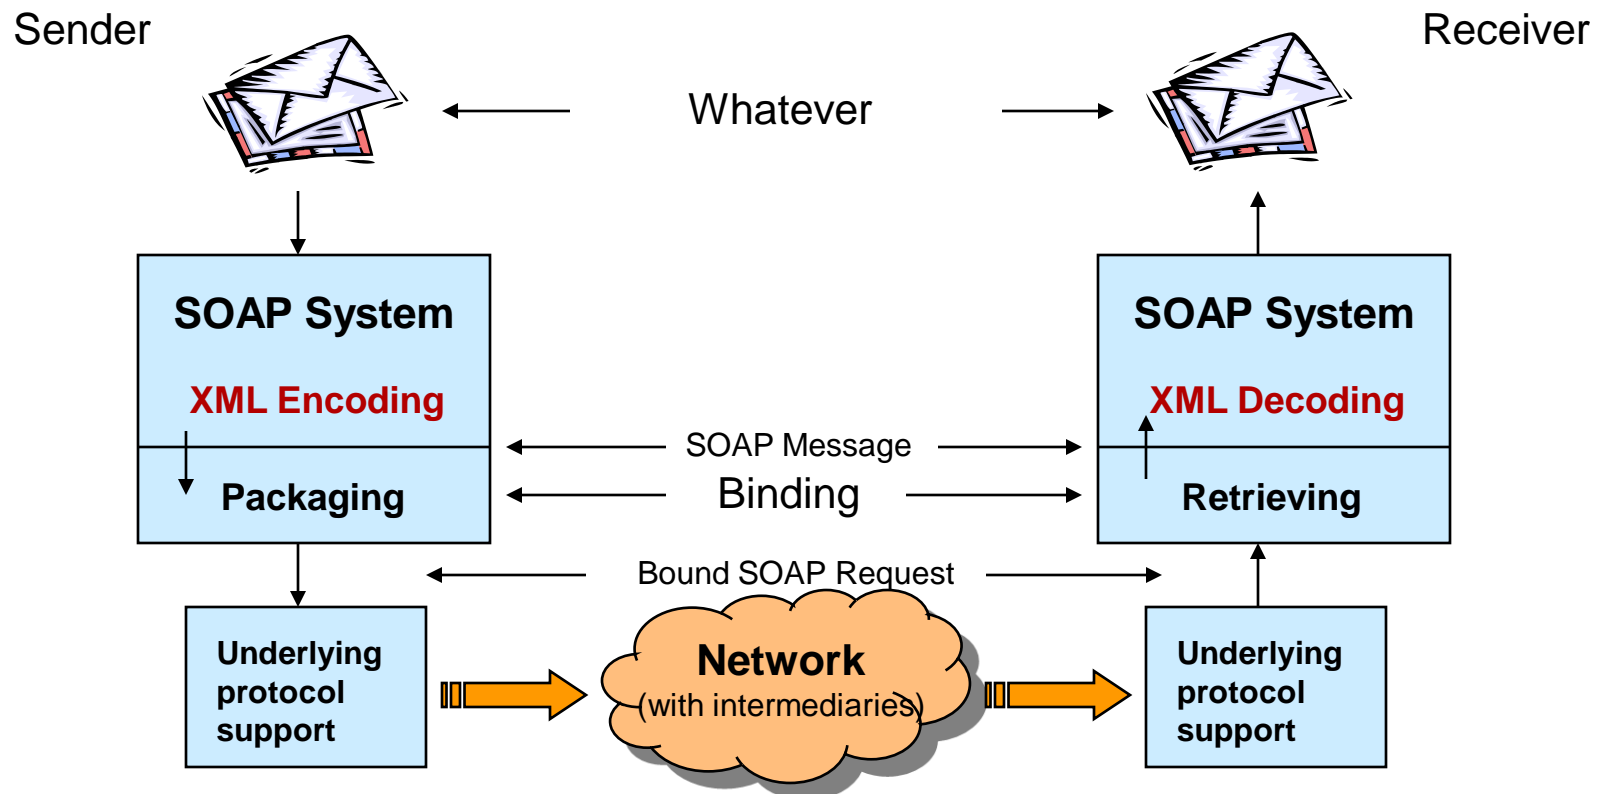 Sender
Receiver
Whatever
SOAP System
SOAP System
XML Encoding
XML Decoding
SOAP Message
Packaging
Binding
Retrieving
Bound SOAP Request
Underlying
protocol
support
Network
(with intermediaries)
Underlying
protocol
support